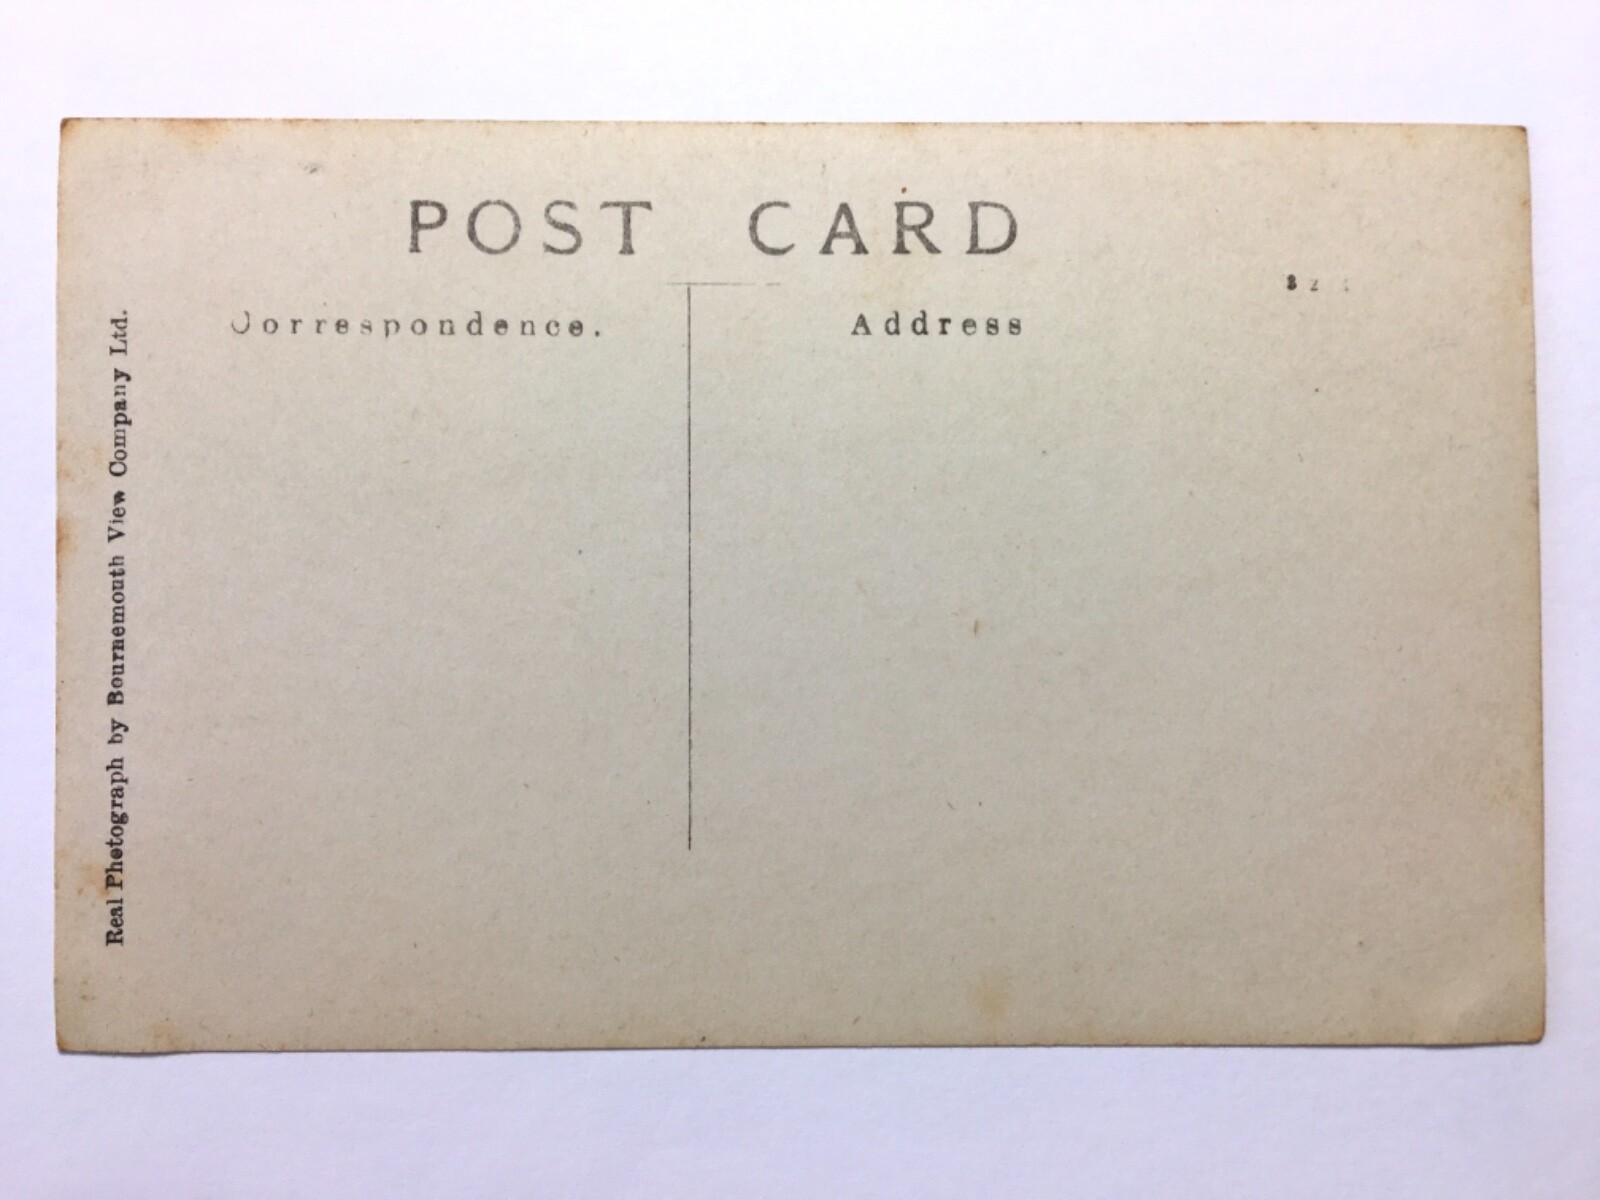 POST CARD
Correspondence.
Address
Real Photograph by Bournemouth View Company Ltd.